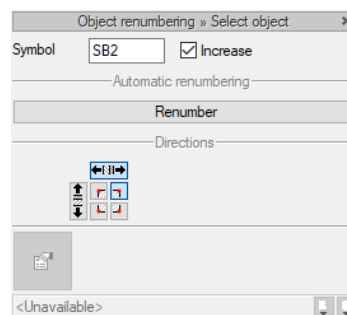 Object renumbering » Select object
Symbol SB2 Increase
Automatic renumbering
Renumber
Directions
<Unavailable>